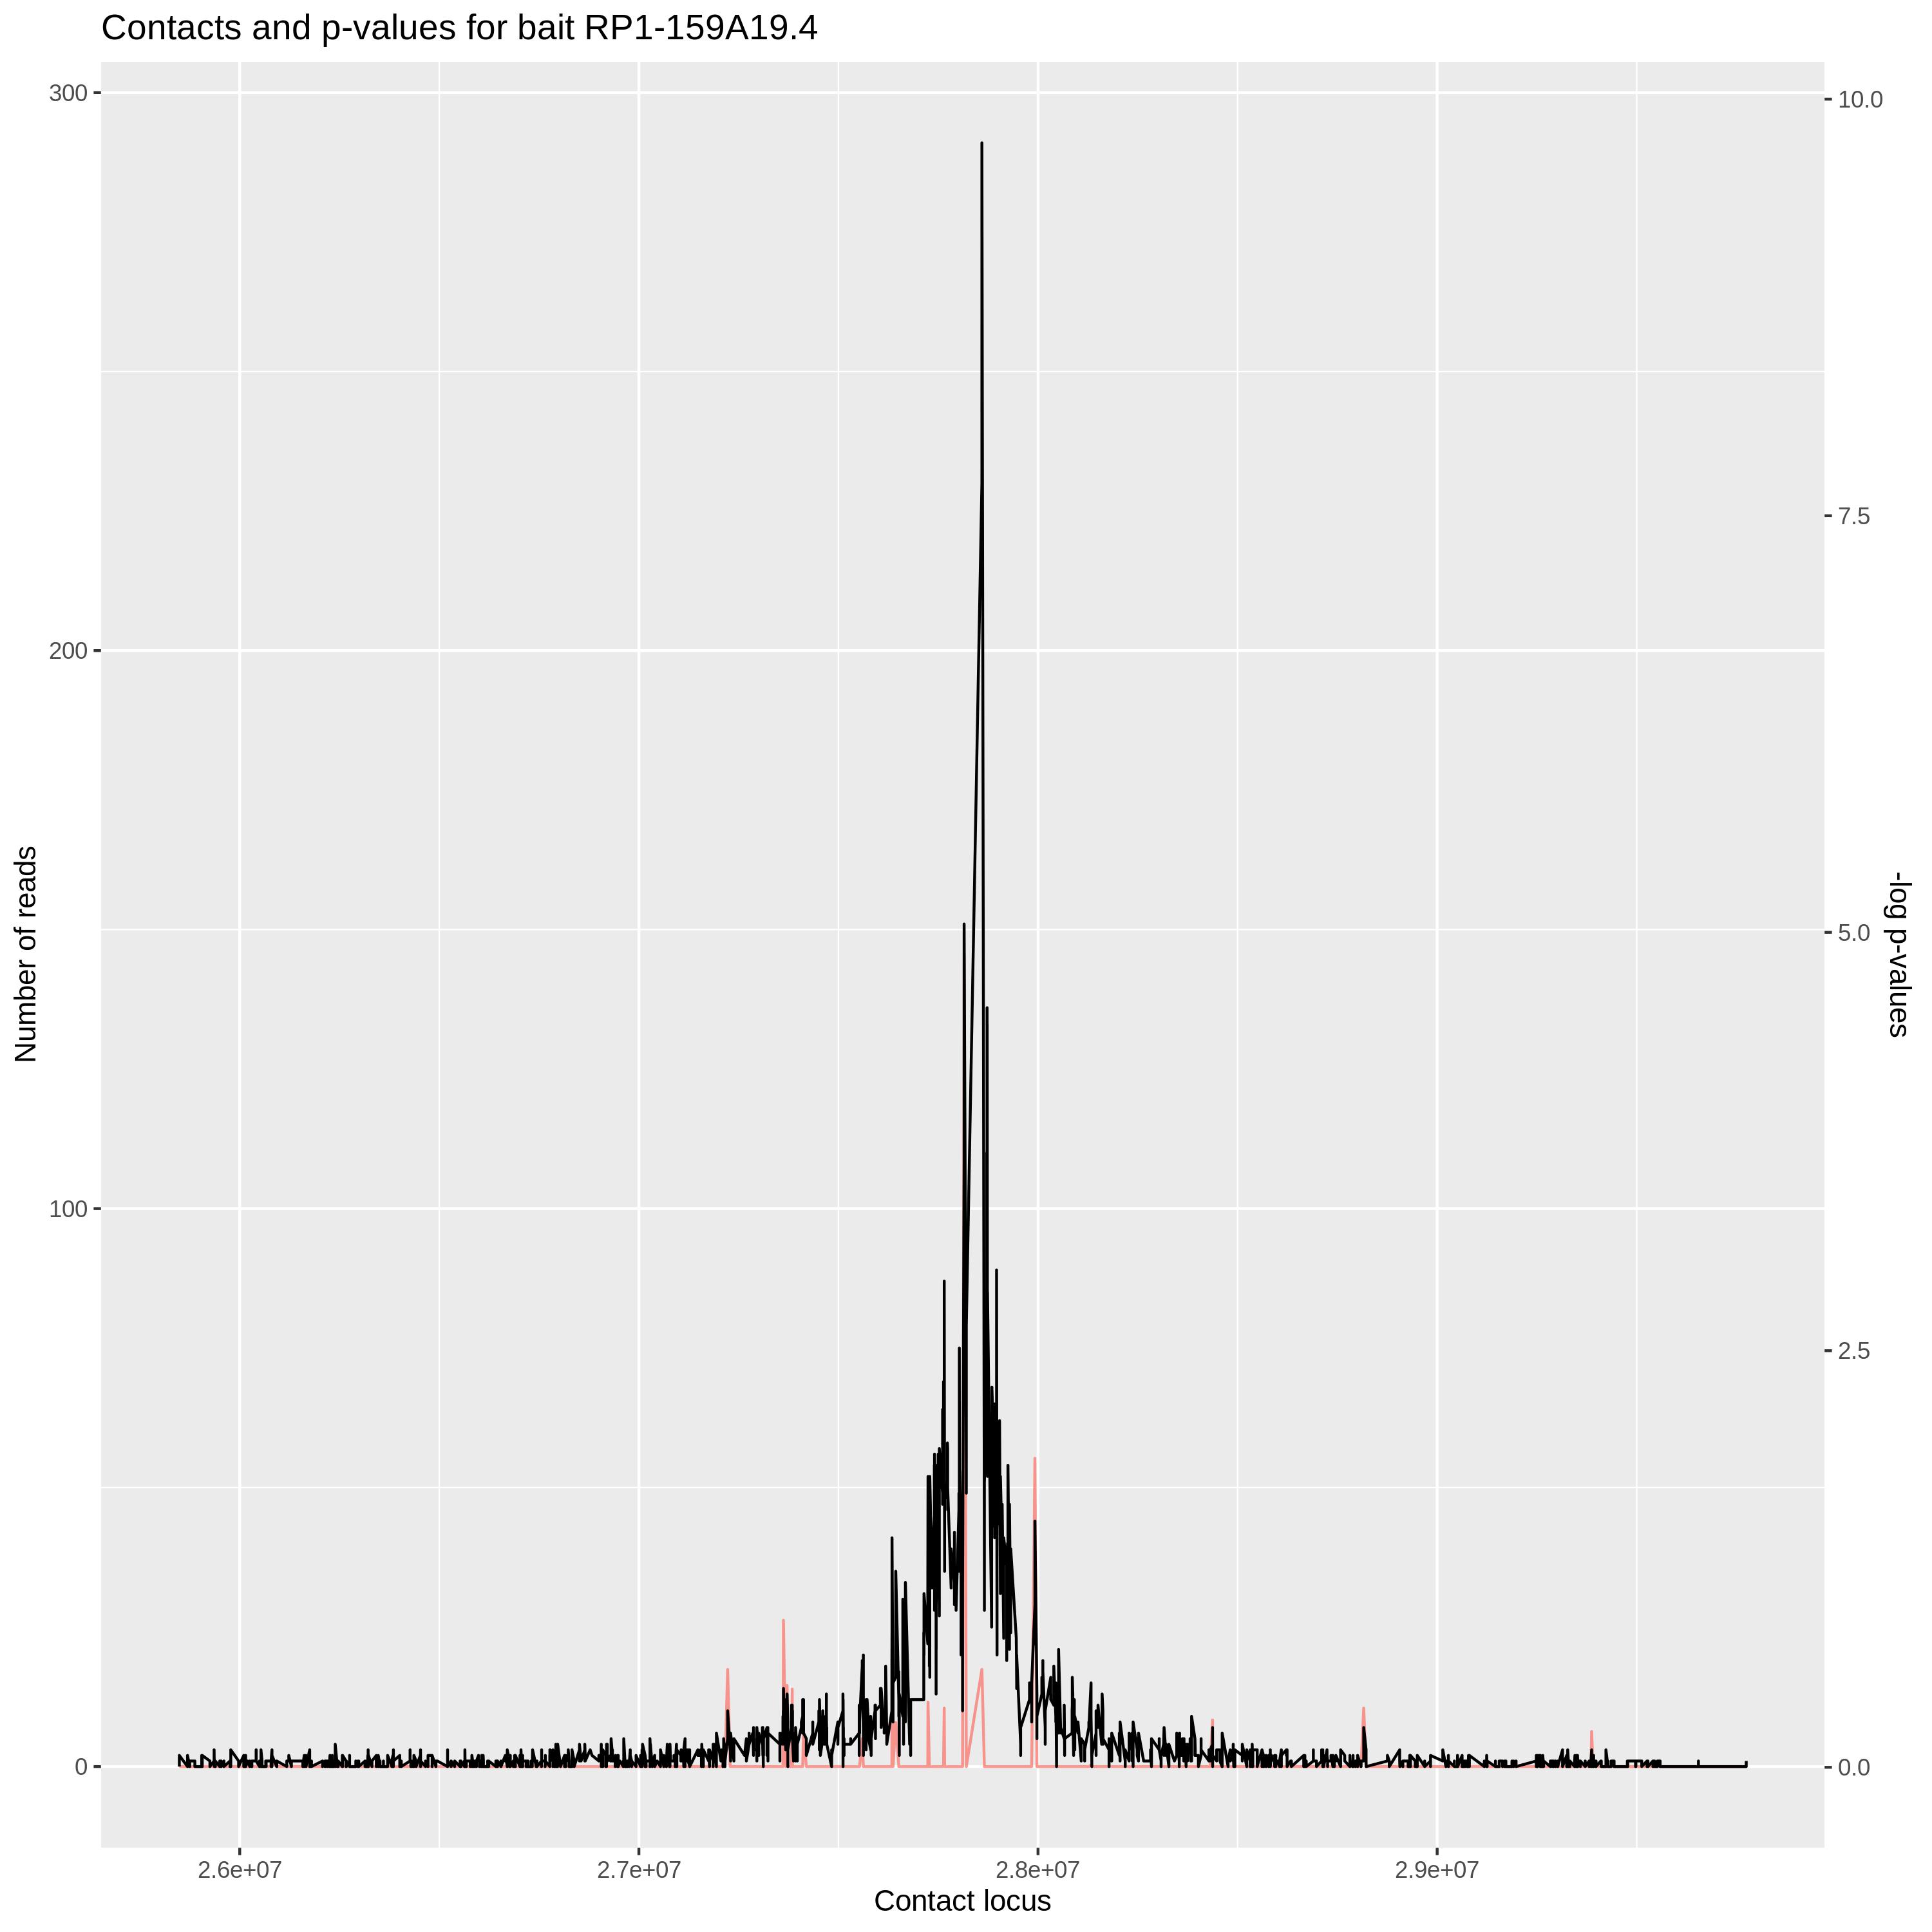 Contacts and p-values for bait RP1-159A19.4
300
200
100
0
Number of reads
10.0
7.5
5.0
2.5
0.0
-log p-values
2.6e+07
2.7e+07
2.8e+07
2.9e+07
Contact locus